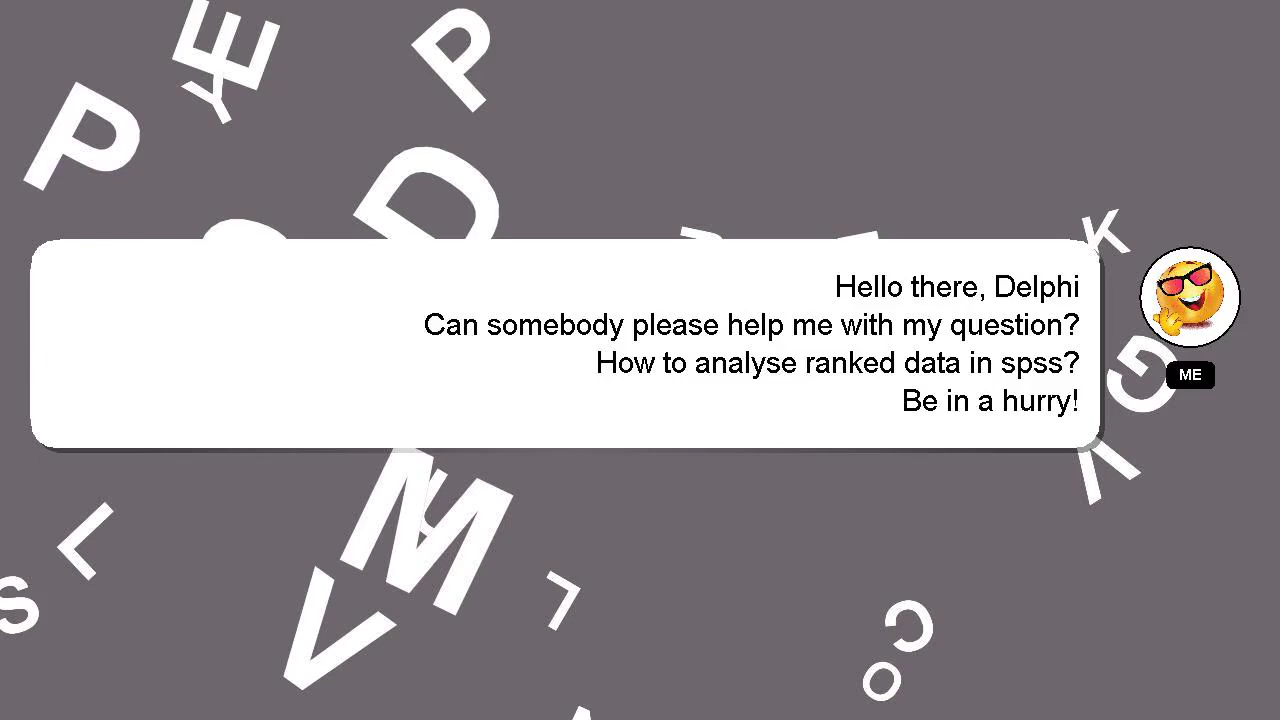 Hello there, Delphi
Can somebody please help me with my question?
How to analyse ranked data in spss?
Be in a hurry!
ME